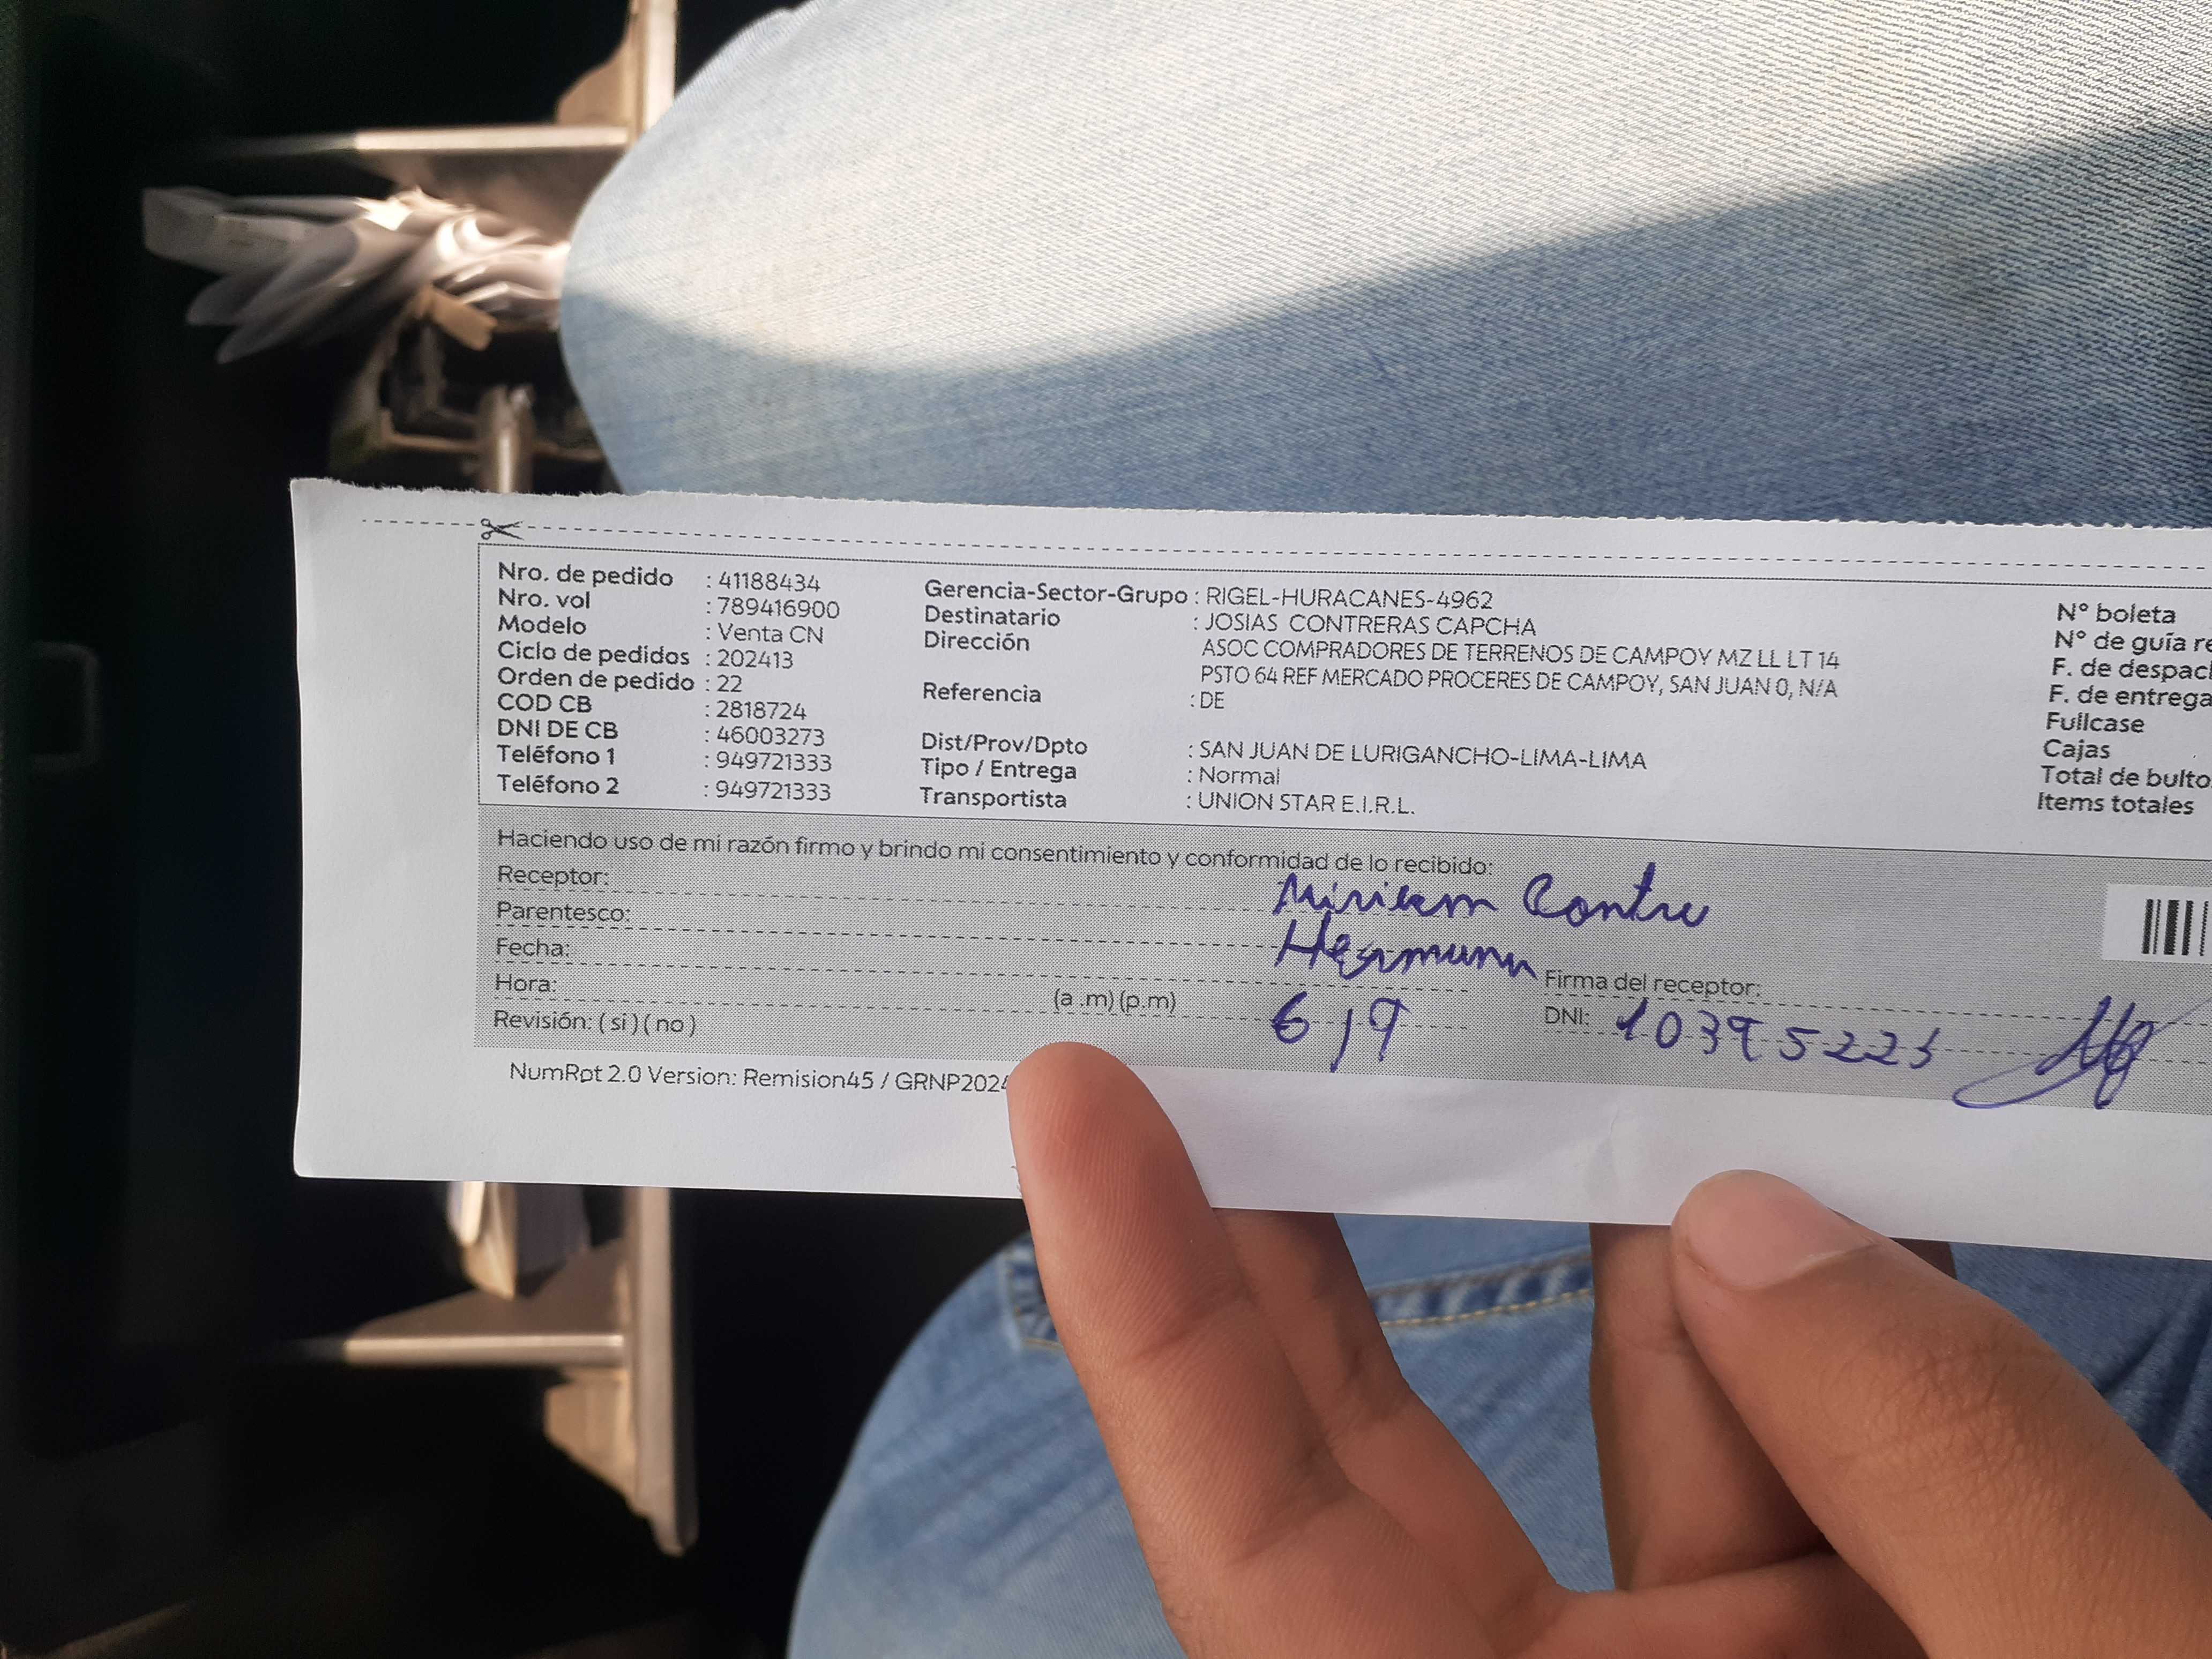 Nro. de pedido : 41188434
Nro. vol : 789416900
Modelo : Venta CN
Ciclo de pedidos : 202413
Orden de pedido : 22
COD CB : 2818724
DNI DE CB : 46003273
Teléfono 1 : 949721333
Teléfono 2 : 949721333
Gerencia-Sector-Grupo : RIGEL-HURACANES-4962
Destinatario : JOSIAS CONTRERAS CAPCHA
Dirección ASOC COMPRADORES DE TERRENOS DE CAMPOY MZ LL LT 14
PSTO 64 REF MERCADO PROCERES DE CAMPOY, SAN JUAN 0, N/A
Referencia : DE
Dist/Prov/Dpto : SAN JUAN DE LURIGANCHO-LIMA-LIMA
Tipo / Entrega : Normal
Transportista : UNION STAR E.I.R.L.
N° boleta
N° de guía re
F. de despac
F. de entrega
Fullcase
Cajas
Total de bulto
Items totales
Haciendo uso de mi razón firmo y brindo mi consentimiento y conformidad de lo recibido:
Receptor: Contre
Parentesco:
Fecha:
Hora: (a .m) (p.m) 6/9
Revisión: ( si ) ( no )
Firma del receptor:
DNI:
NumRpt 2.0 Version: Remision45 / GRNP2024